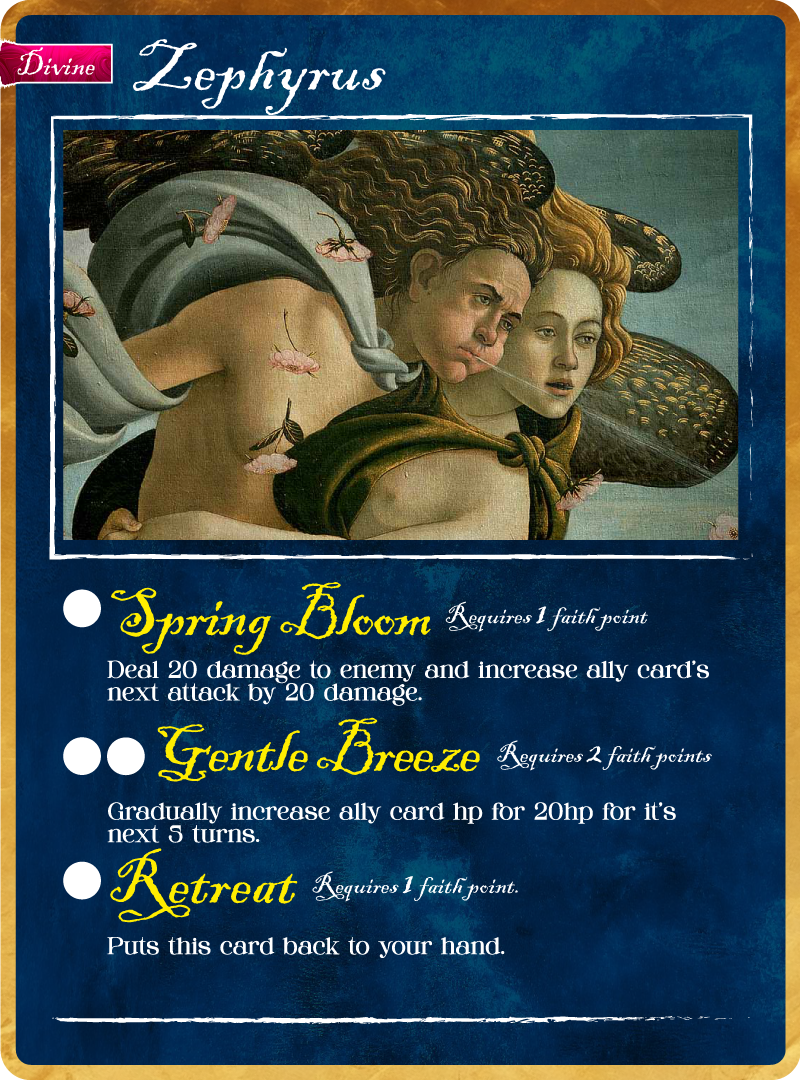 Divine
Zephyrus
Spring Bloom Requires 1 faith point
Deal 20 damage to enemy and increase ally card's
next attack by 20 damage.
Gentle Breeze Requires 2 faith points
Gradually increase ally card hp for 20hp for it's
next 5 turns.
Retreat Requires 1 faith point.
Puts this card back to your hand.